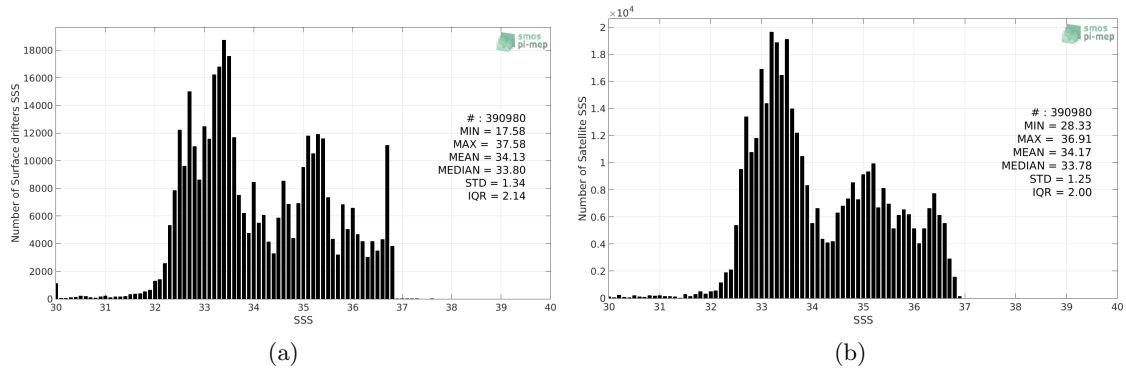 smos
pi-mep
Number of Surface drifters SSS
18000
16000
14000
12000
10000
8000
6000
4000
2000
0
# : 390980
MIN = 17.58
MAX = 37.58
MEAN = 34.13
MEDIAN = 33.80
STD = 1.34
IQR = 2.14
30 31 32 33 34 35 36 37 38 39 40
SSS
(a)
×10⁴
smos
pi-mep
Number of Satellite SSS
2
1.8
1.6
1.4
1.2
1
0.8
0.6
0.4
0.2
0
# : 390980
MIN = 28.33
MAX = 36.91
MEAN = 34.17
MEDIAN = 33.78
STD = 1.25
IQR = 2.00
30 31 32 33 34 35 36 37 38 39 40
SSS
(b)